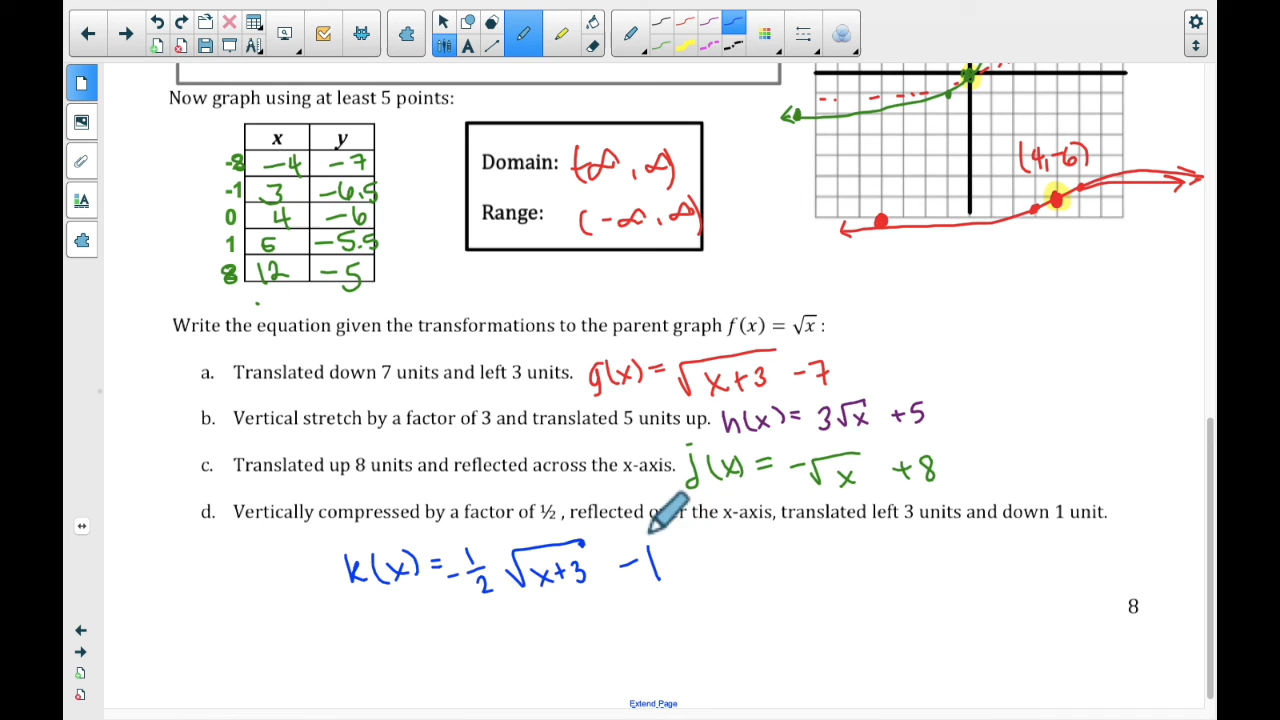 Now graph using at least 5 points:
x y
-8 -4 -7
-1 3 -6.5
0 4 -6
1 5 -5.5
8 12 -5
Domain: (-∞, ∞)
Range: (-∞, ∞)
(4,-6)
Write the equation given the transformations to the parent graph f(x) = √x :
a. Translated down 7 units and left 3 units. g(x) = √x+3 -7
b. Vertical stretch by a factor of 3 and translated 5 units up. h(x) = 3√x +5
c. Translated up 8 units and reflected across the x-axis. j(x) = -√x +8
d. Vertically compressed by a factor of ½ , reflected over the x-axis, translated left 3 units and down 1 unit.
k(x) = -1/2 √x+3 -1
8
Extend Page